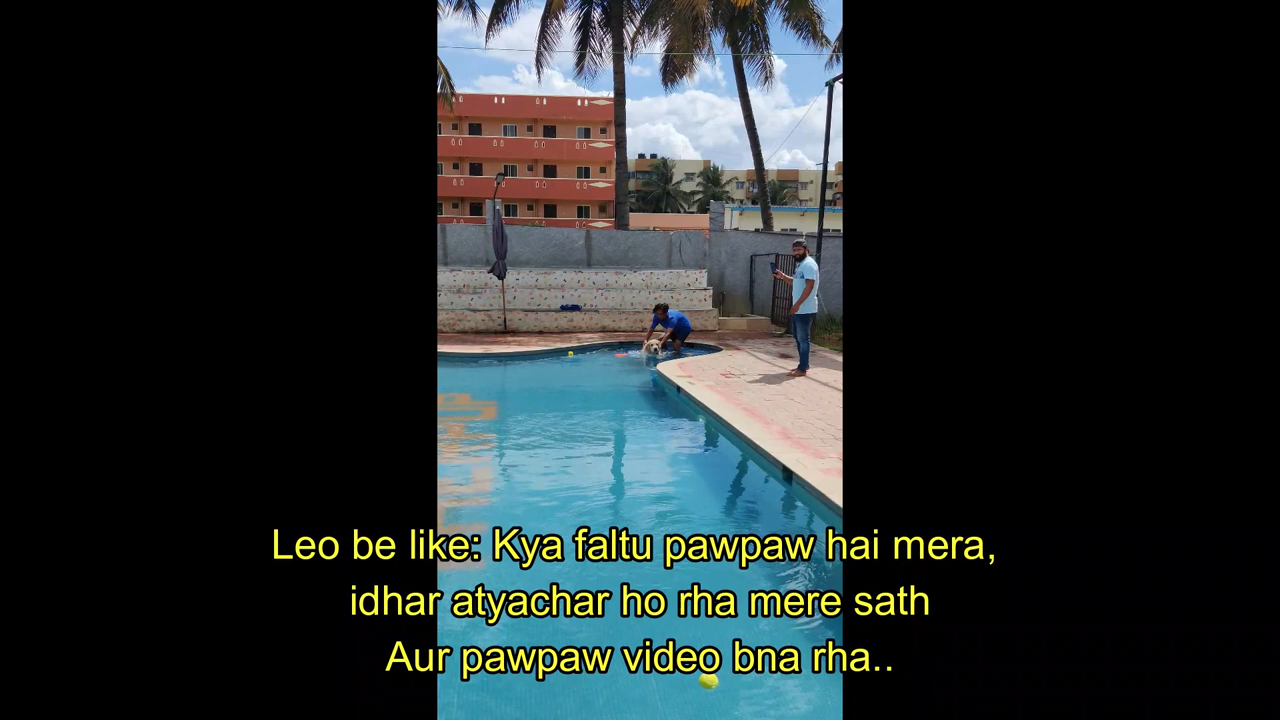 Leo be like: Kya faltu pawpaw hai mera,
idhar atyachar ho rha mere sath
Aur pawpaw video bna rha..